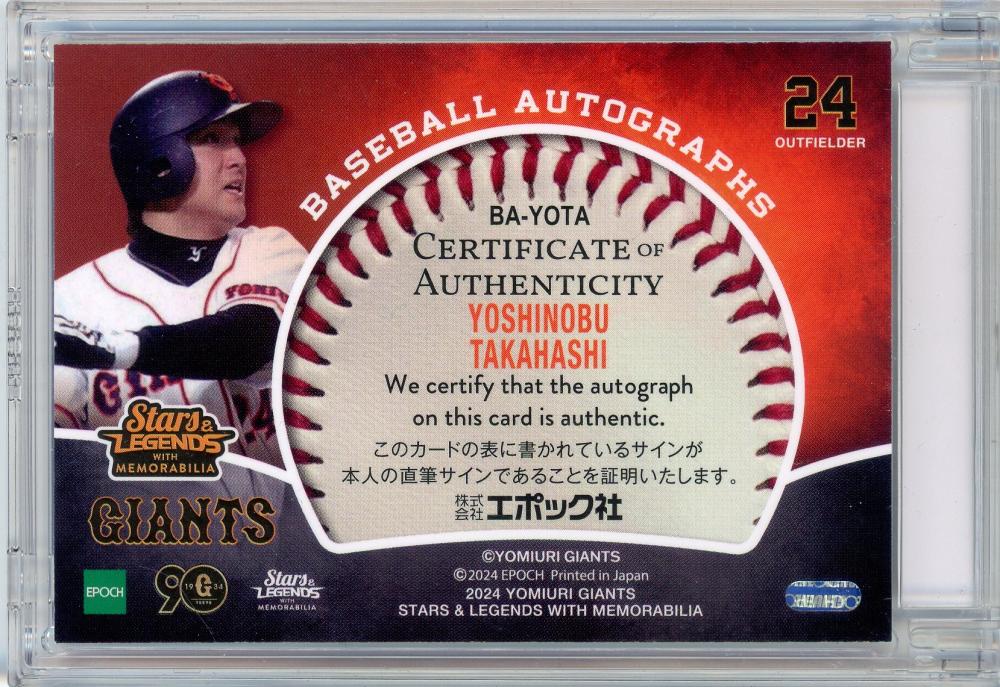 24
OUTFIELDER
BASEBALL AUTOGRAPHS
BA-YOTA
CERTIFICATE OF
AUTHENTICITY
YOSHINOBU
TAKAHASHI
We certify that the autograph
on this card is authentic.
このカードの表に書かれているサインが
本人の直筆サインであることを証明いたします。
株式会社エポック社
Stars &
LEGENDS
WITH
MEMORABILIA
GIANTS
EPOCH
90
19 G 34
Stars &
LEGENDS
WITH
MEMORABILIA
©YOMIURI GIANTS
©2024 EPOCH Printed in Japan
2024 YOMIURI GIANTS
STARS & LEGENDS WITH MEMORABILIA